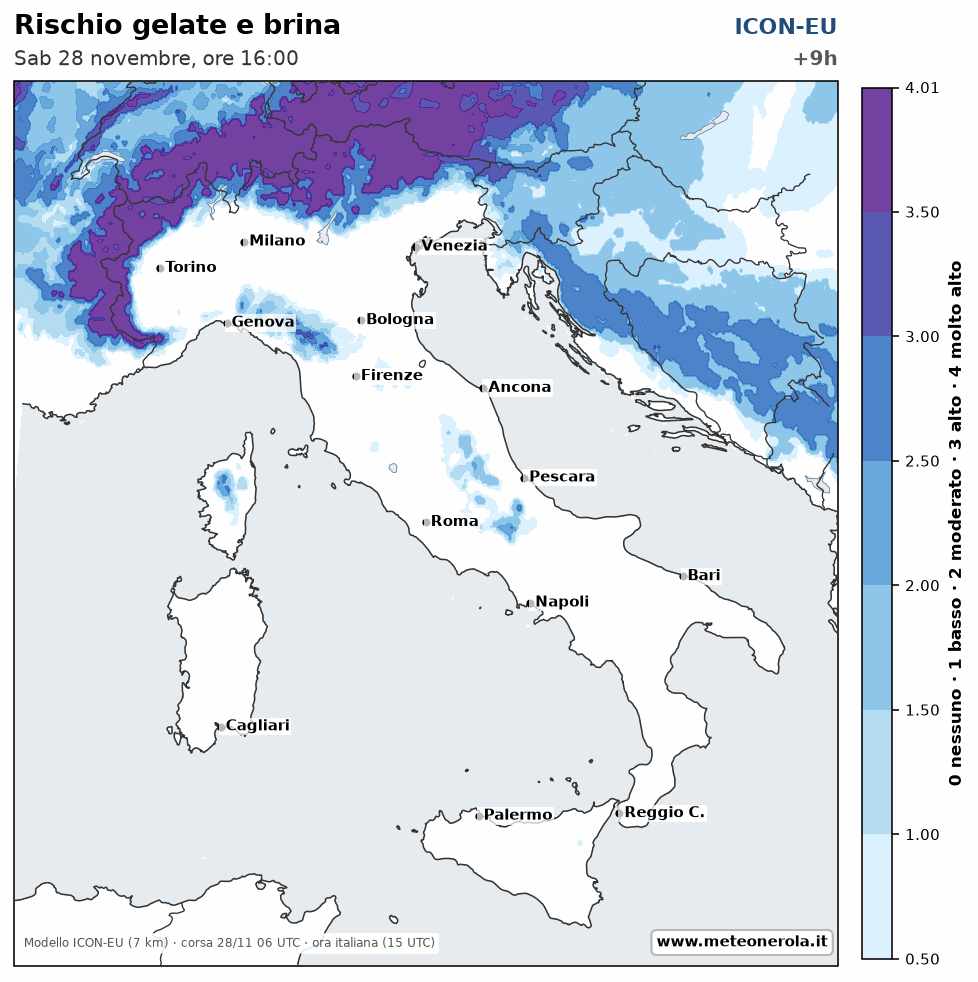 Rischio gelate e brina
ICON-EU
Sab 28 novembre, ore 16:00
+9h
4.01
3.50
3.00
2.50
2.00
1.50
1.00
0.50
0 nessuno · 1 basso · 2 moderato · 3 alto · 4 molto alto
Milano
Venezia
Torino
Genova
Bologna
Firenze
Ancona
Pescara
Roma
Bari
Napoli
Cagliari
Palermo
Reggio C.
Modello ICON-EU (7 km) · corsa 28/11 06 UTC · ora italiana (15 UTC)
www.meteonerola.it